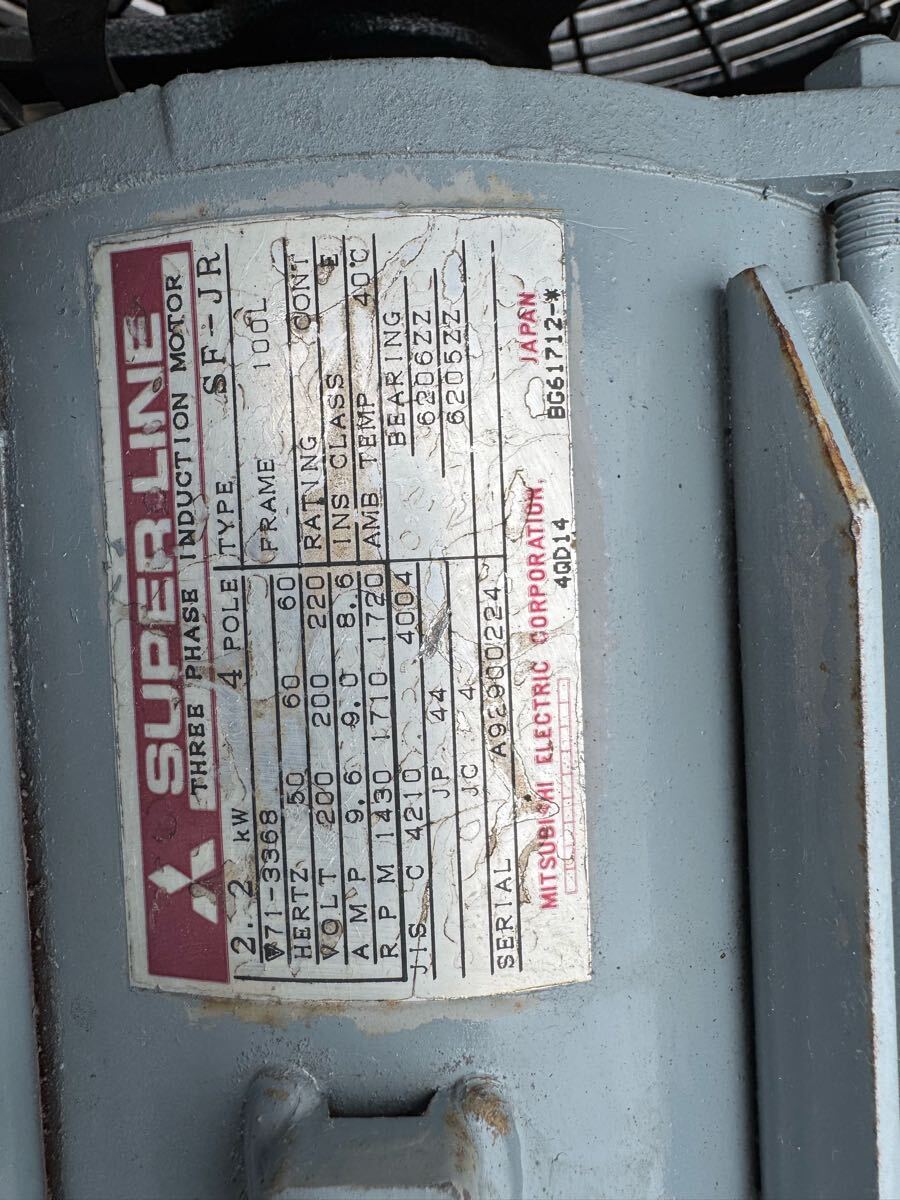 SUPER LINE
THREE PHASE INDUCTION MOTOR
2.2 kW 4 POLE TYPE SF-JR
▽71-3368 FRAME 100L
HERTZ 50 60 60 RATING CONT
VOLT 200 200 220 INS CLASS E
AMP 9.6 9.0 8.6 AMB TEMP 40°C
RPM 1430 1710 1720 BEARING
JIS C 4210 4004 6206ZZ
JP 44 6205ZZ
JC 4
SERIAL A92900224
MITSUBISHI ELECTRIC CORPORATION, JAPAN
4QD14 BG61712-*